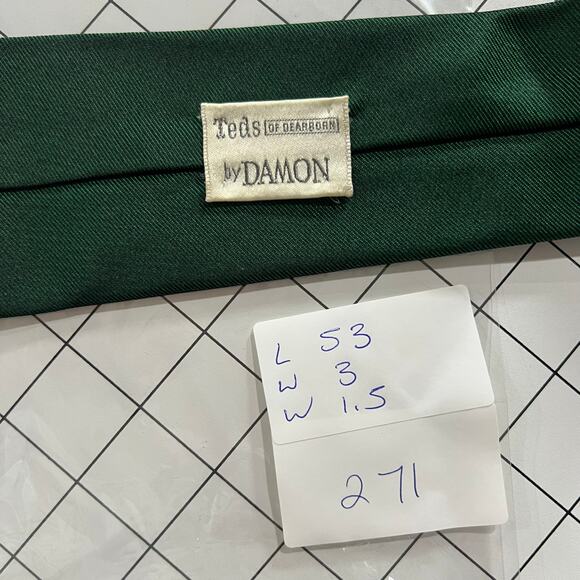 Teds OF DEARBORN
by DAMON
L 53
W 3
W 1.5
271